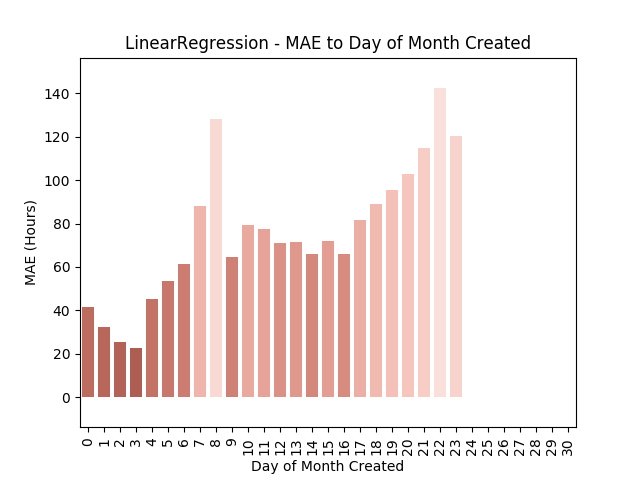 LinearRegression - MAE to Day of Month Created
MAE (Hours)
140
120
100
80
60
40
20
0
0 1 2 3 4 5 6 7 8 9 10 11 12 13 14 15 16 17 18 19 20 21 22 23 24 25 26 27 28 29 30
Day of Month Created